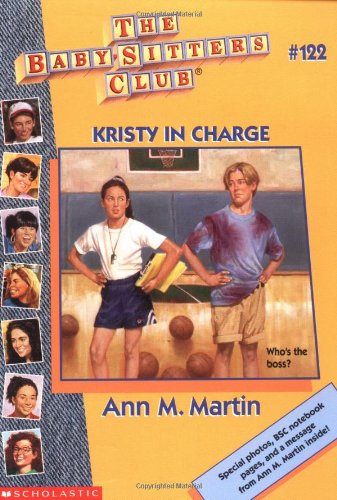 THE
BABY-SITTERS
CLUB®
#122
KRISTY IN CHARGE
Who's the
boss?
Ann M. Martin
Special photos, BSC notebook
pages, and a message
from Ann M. Martin inside!
SCHOLASTIC